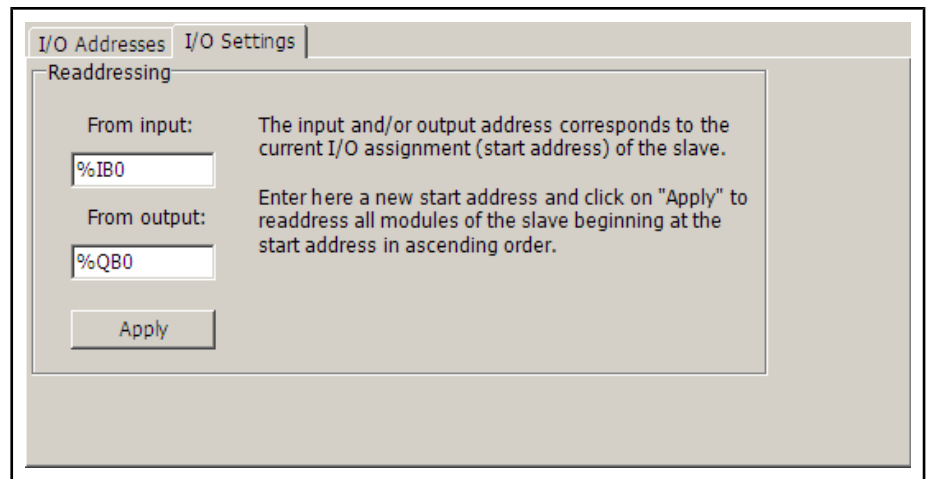 I/O Addresses I/O Settings
Readdressing
From input:
%IB0
From output:
%QB0
Apply
The input and/or output address corresponds to the
current I/O assignment (start address) of the slave.
Enter here a new start address and click on "Apply" to
readdress all modules of the slave beginning at the
start address in ascending order.